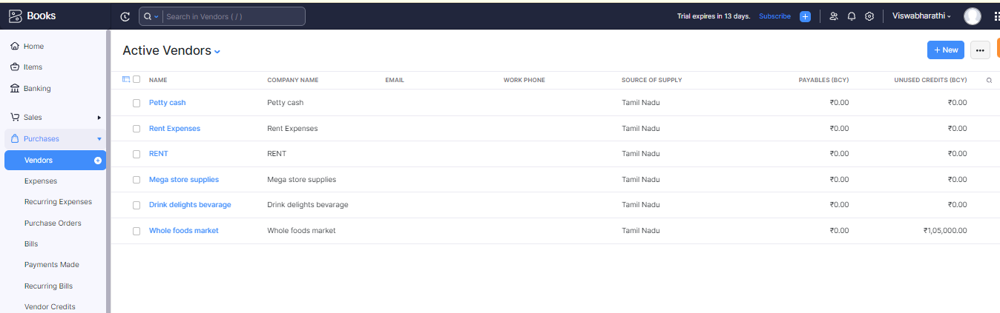 Books
Search in Vendors ( / )
Trial expires in 13 days. Subscribe
Viswabharathi
Home
Items
Banking
Sales
Purchases
Vendors
Expenses
Recurring Expenses
Purchase Orders
Bills
Payments Made
Recurring Bills
Vendor Credits
Active Vendors
+ New
NAME COMPANY NAME EMAIL WORK PHONE SOURCE OF SUPPLY PAYABLES (BCY) UNUSED CREDITS (BCY)
Petty cash Petty cash Tamil Nadu ₹0.00 ₹0.00
Rent Expenses Rent Expenses Tamil Nadu ₹0.00 ₹0.00
RENT RENT Tamil Nadu ₹0.00 ₹0.00
Mega store supplies Mega store supplies Tamil Nadu ₹0.00 ₹0.00
Drink delights bevarage Drink delights bevarage Tamil Nadu ₹0.00 ₹0.00
Whole foods market Whole foods market Tamil Nadu ₹0.00 ₹1,05,000.00